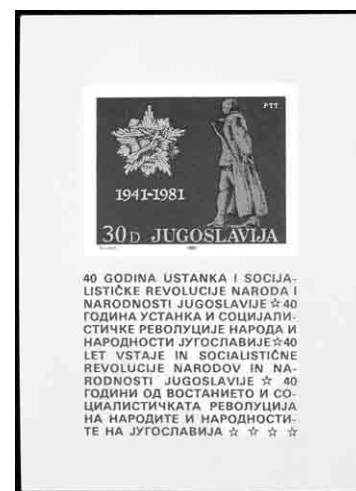 PTT
1941-1981
30D JUGOSLAVIJA
1981
40 GODINA USTANKA I SOCIJA-
LISTIČKE REVOLUCIJE NARODA I
NARODNOSTI JUGOSLAVIJE ☆ 40
ГОДИНА УСТАНКА И СОЦИЈАЛИ-
СТИЧКЕ РЕВОЛУЦИЈЕ НАРОДА И
НАРОДНОСТИ ЈУГОСЛАВИЈЕ ☆ 40
LET VSTAJE IN SOCIALISTIČNE
REVOLUCIJE NARODOV IN NA-
RODNOSTI JUGOSLAVIJE ☆ 40
ГОДИНИ ОД ВОСТАНИЕТО И СО-
ЦИЈАЛИСТИЧКАТА РЕВОЛУЦИЈА
НА НАРОДИТЕ И НАРОДНОСТИ-
ТЕ НА ЈУГОСЛАВИЈА ☆ ☆ ☆ ☆